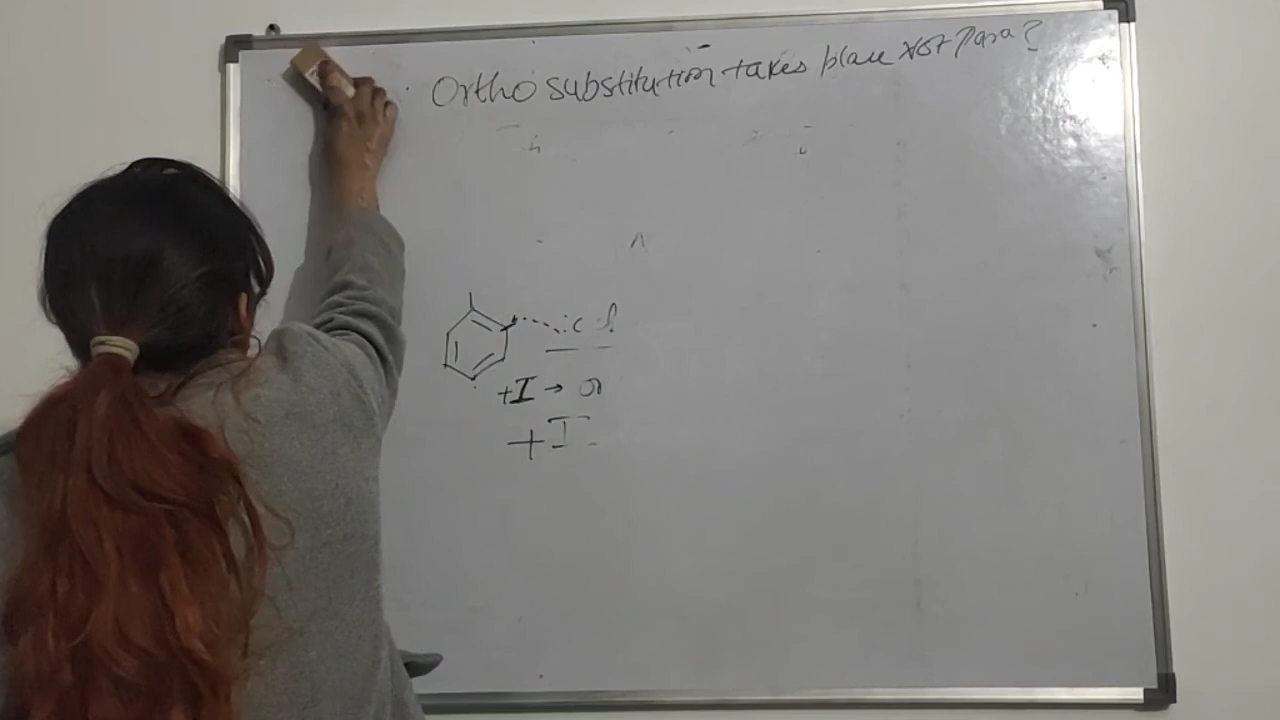 Ortho substitution takes place not Para?
+I → or
+I